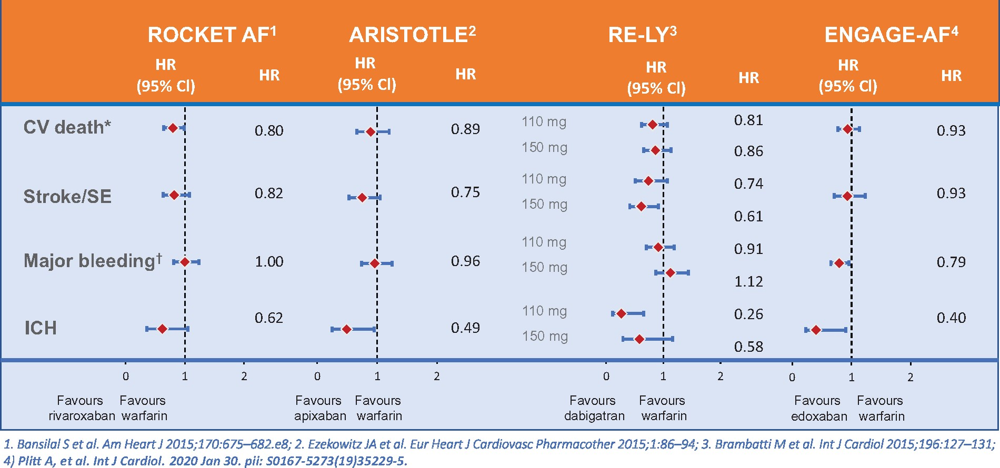 ROCKET AF1 ARISTOTLE2 RE-LY3 ENGAGE-AF4
HR (95% CI) HR HR (95% CI) HR HR (95% CI) HR HR (95% CI) HR
CV death* 0.80 0.89 110 mg 0.81 0.93
150 mg 0.86
Stroke/SE 0.82 0.75 110 mg 0.74 0.93
150 mg 0.61
Major bleeding† 1.00 0.96 110 mg 0.91 0.79
150 mg 1.12
ICH 0.62 0.49 110 mg 0.26 0.40
150 mg 0.58
0 1 2 0 1 2 0 1 2 0 1 2
Favours Favours Favours Favours Favours Favours Favours Favours
rivaroxaban warfarin apixaban warfarin dabigatran warfarin edoxaban warfarin
1. Bansilal S et al. Am Heart J 2015;170:675–682.e8; 2. Ezekowitz JA et al. Eur Heart J Cardiovasc Pharmacother 2015;1:86–94; 3. Brambatti M et al. Int J Cardiol 2015;196:127–131;
4) Plitt A, et al. Int J Cardiol. 2020 Jan 30. pii: S0167-5273(19)35229-5.